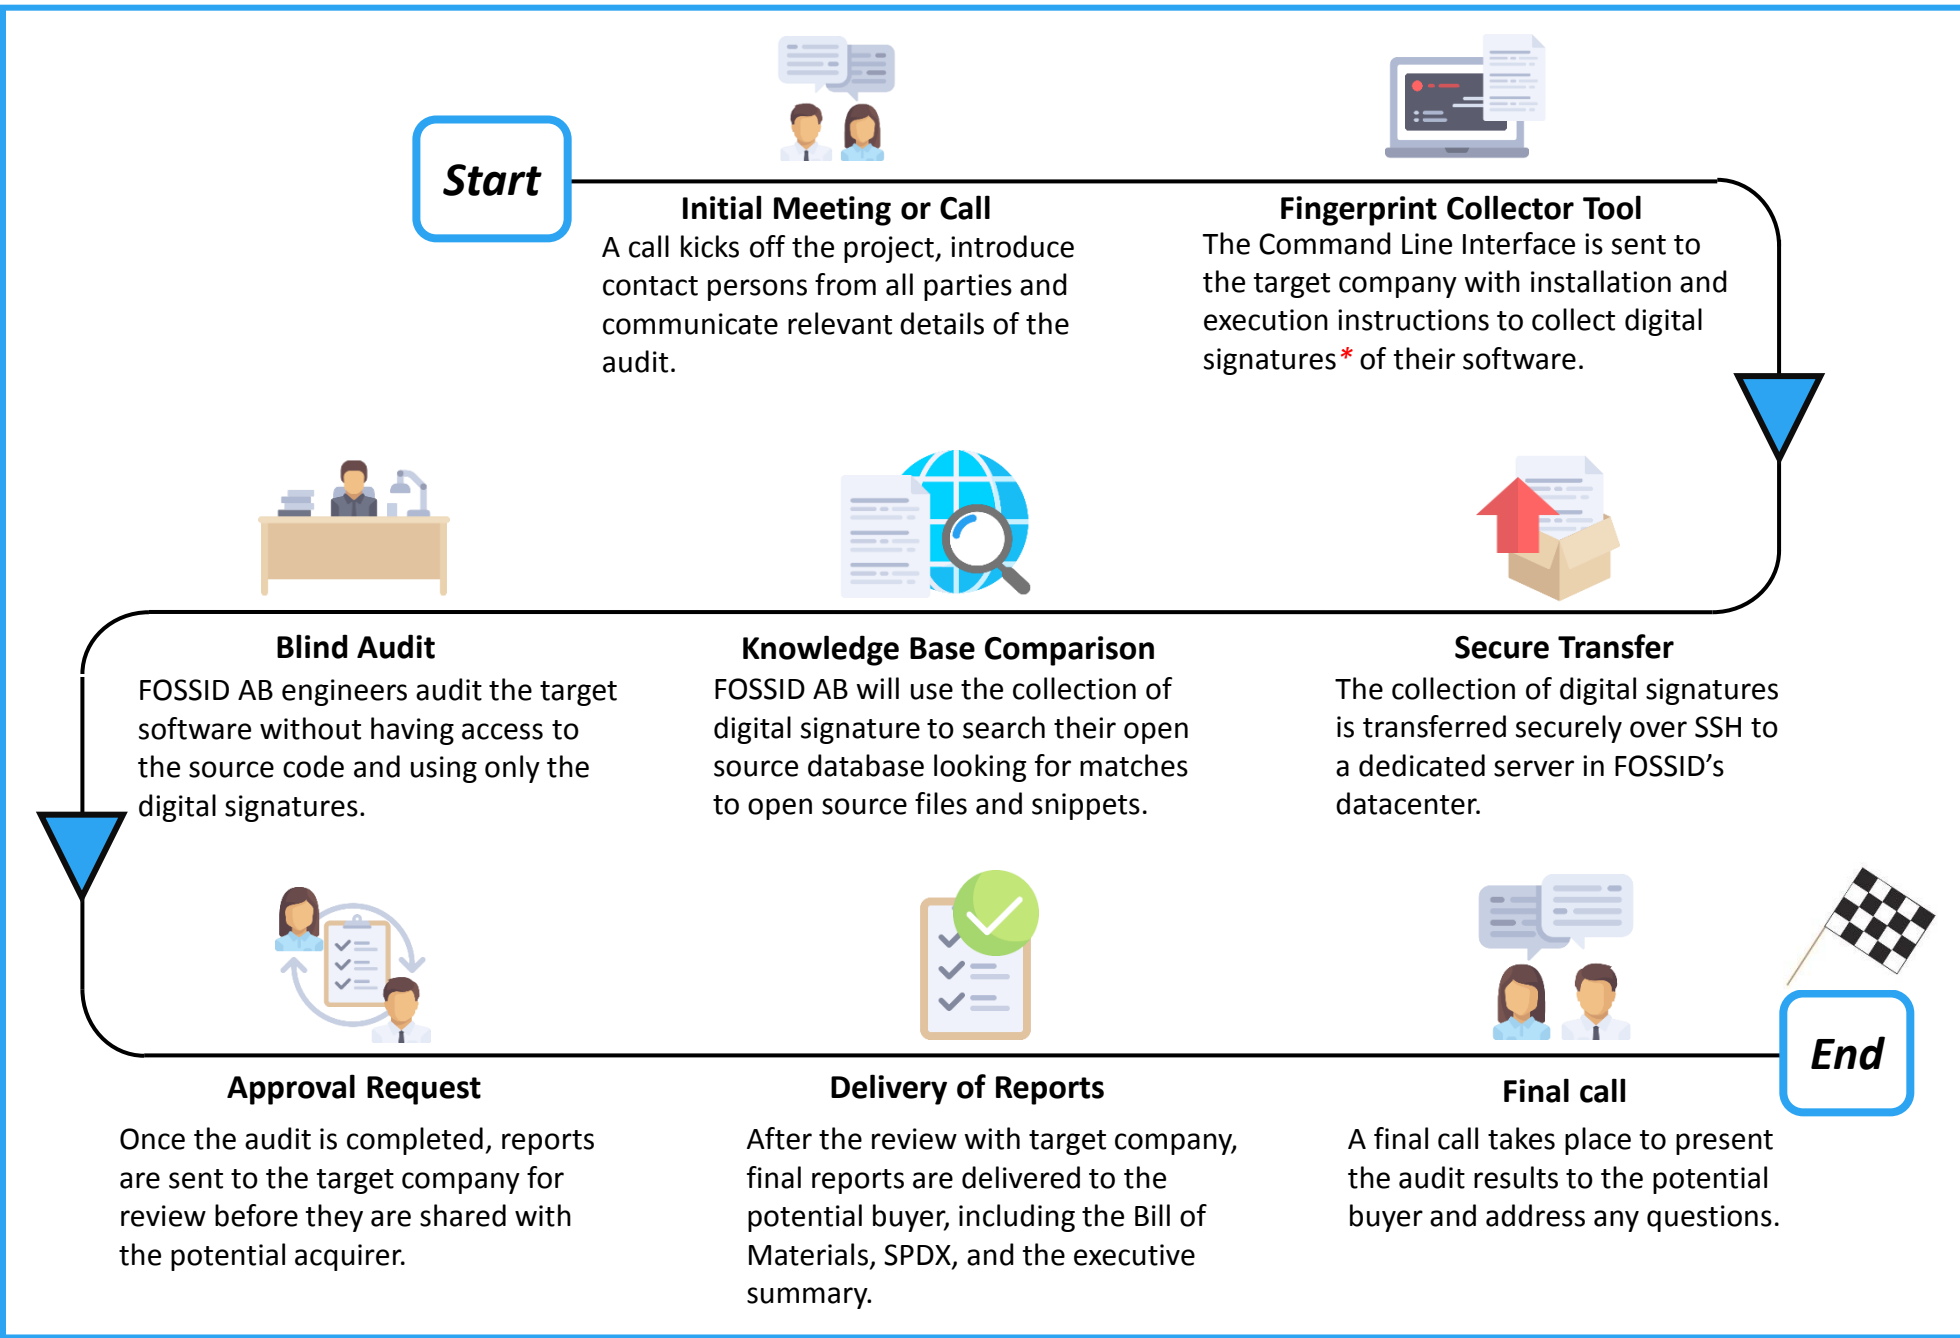 Start
Initial Meeting or Call
A call kicks off the project, introduce
contact persons from all parties and
communicate relevant details of the
audit.
Fingerprint Collector Tool
The Command Line Interface is sent to
the target company with installation and
execution instructions to collect digital
signatures* of their software.
Secure Transfer
The collection of digital signatures
is transferred securely over SSH to
a dedicated server in FOSSID’s
datacenter.
Knowledge Base Comparison
FOSSID AB will use the collection of
digital signature to search their open
source database looking for matches
to open source files and snippets.
Blind Audit
FOSSID AB engineers audit the target
software without having access to
the source code and using only the
digital signatures.
Approval Request
Once the audit is completed, reports
are sent to the target company for
review before they are shared with
the potential acquirer.
Delivery of Reports
After the review with target company,
final reports are delivered to the
potential buyer, including the Bill of
Materials, SPDX, and the executive
summary.
Final call
A final call takes place to present
the audit results to the potential
buyer and address any questions.
End